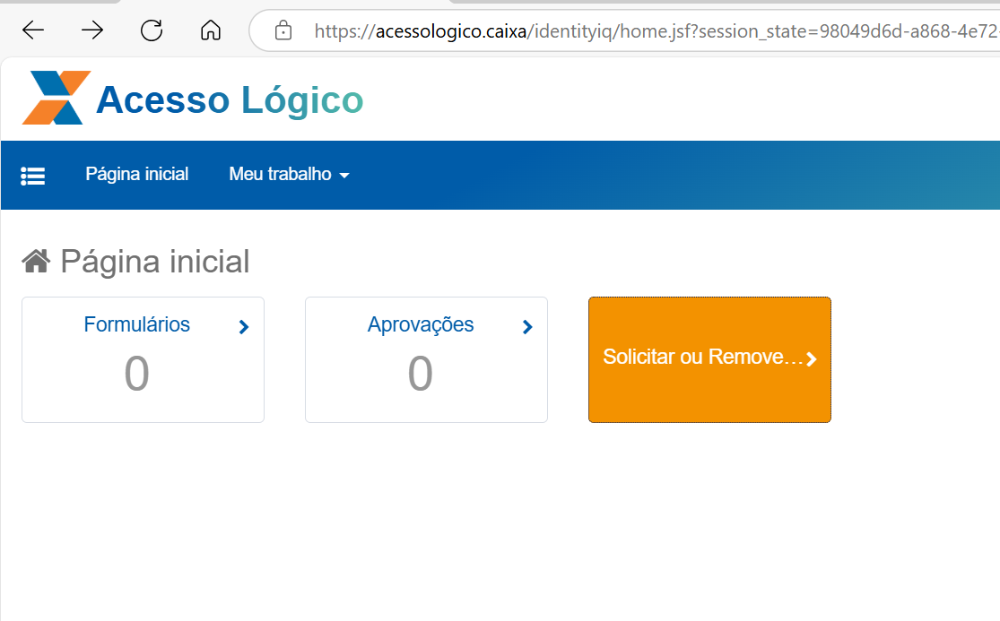 https://acessologico.caixa/identityiq/home.jsf?session_state=98049d6d-a868-4e72-
Acesso Lógico
Página inicial
Meu trabalho
Página inicial
Formulários
0
Aprovações
0
Solicitar ou Remove...